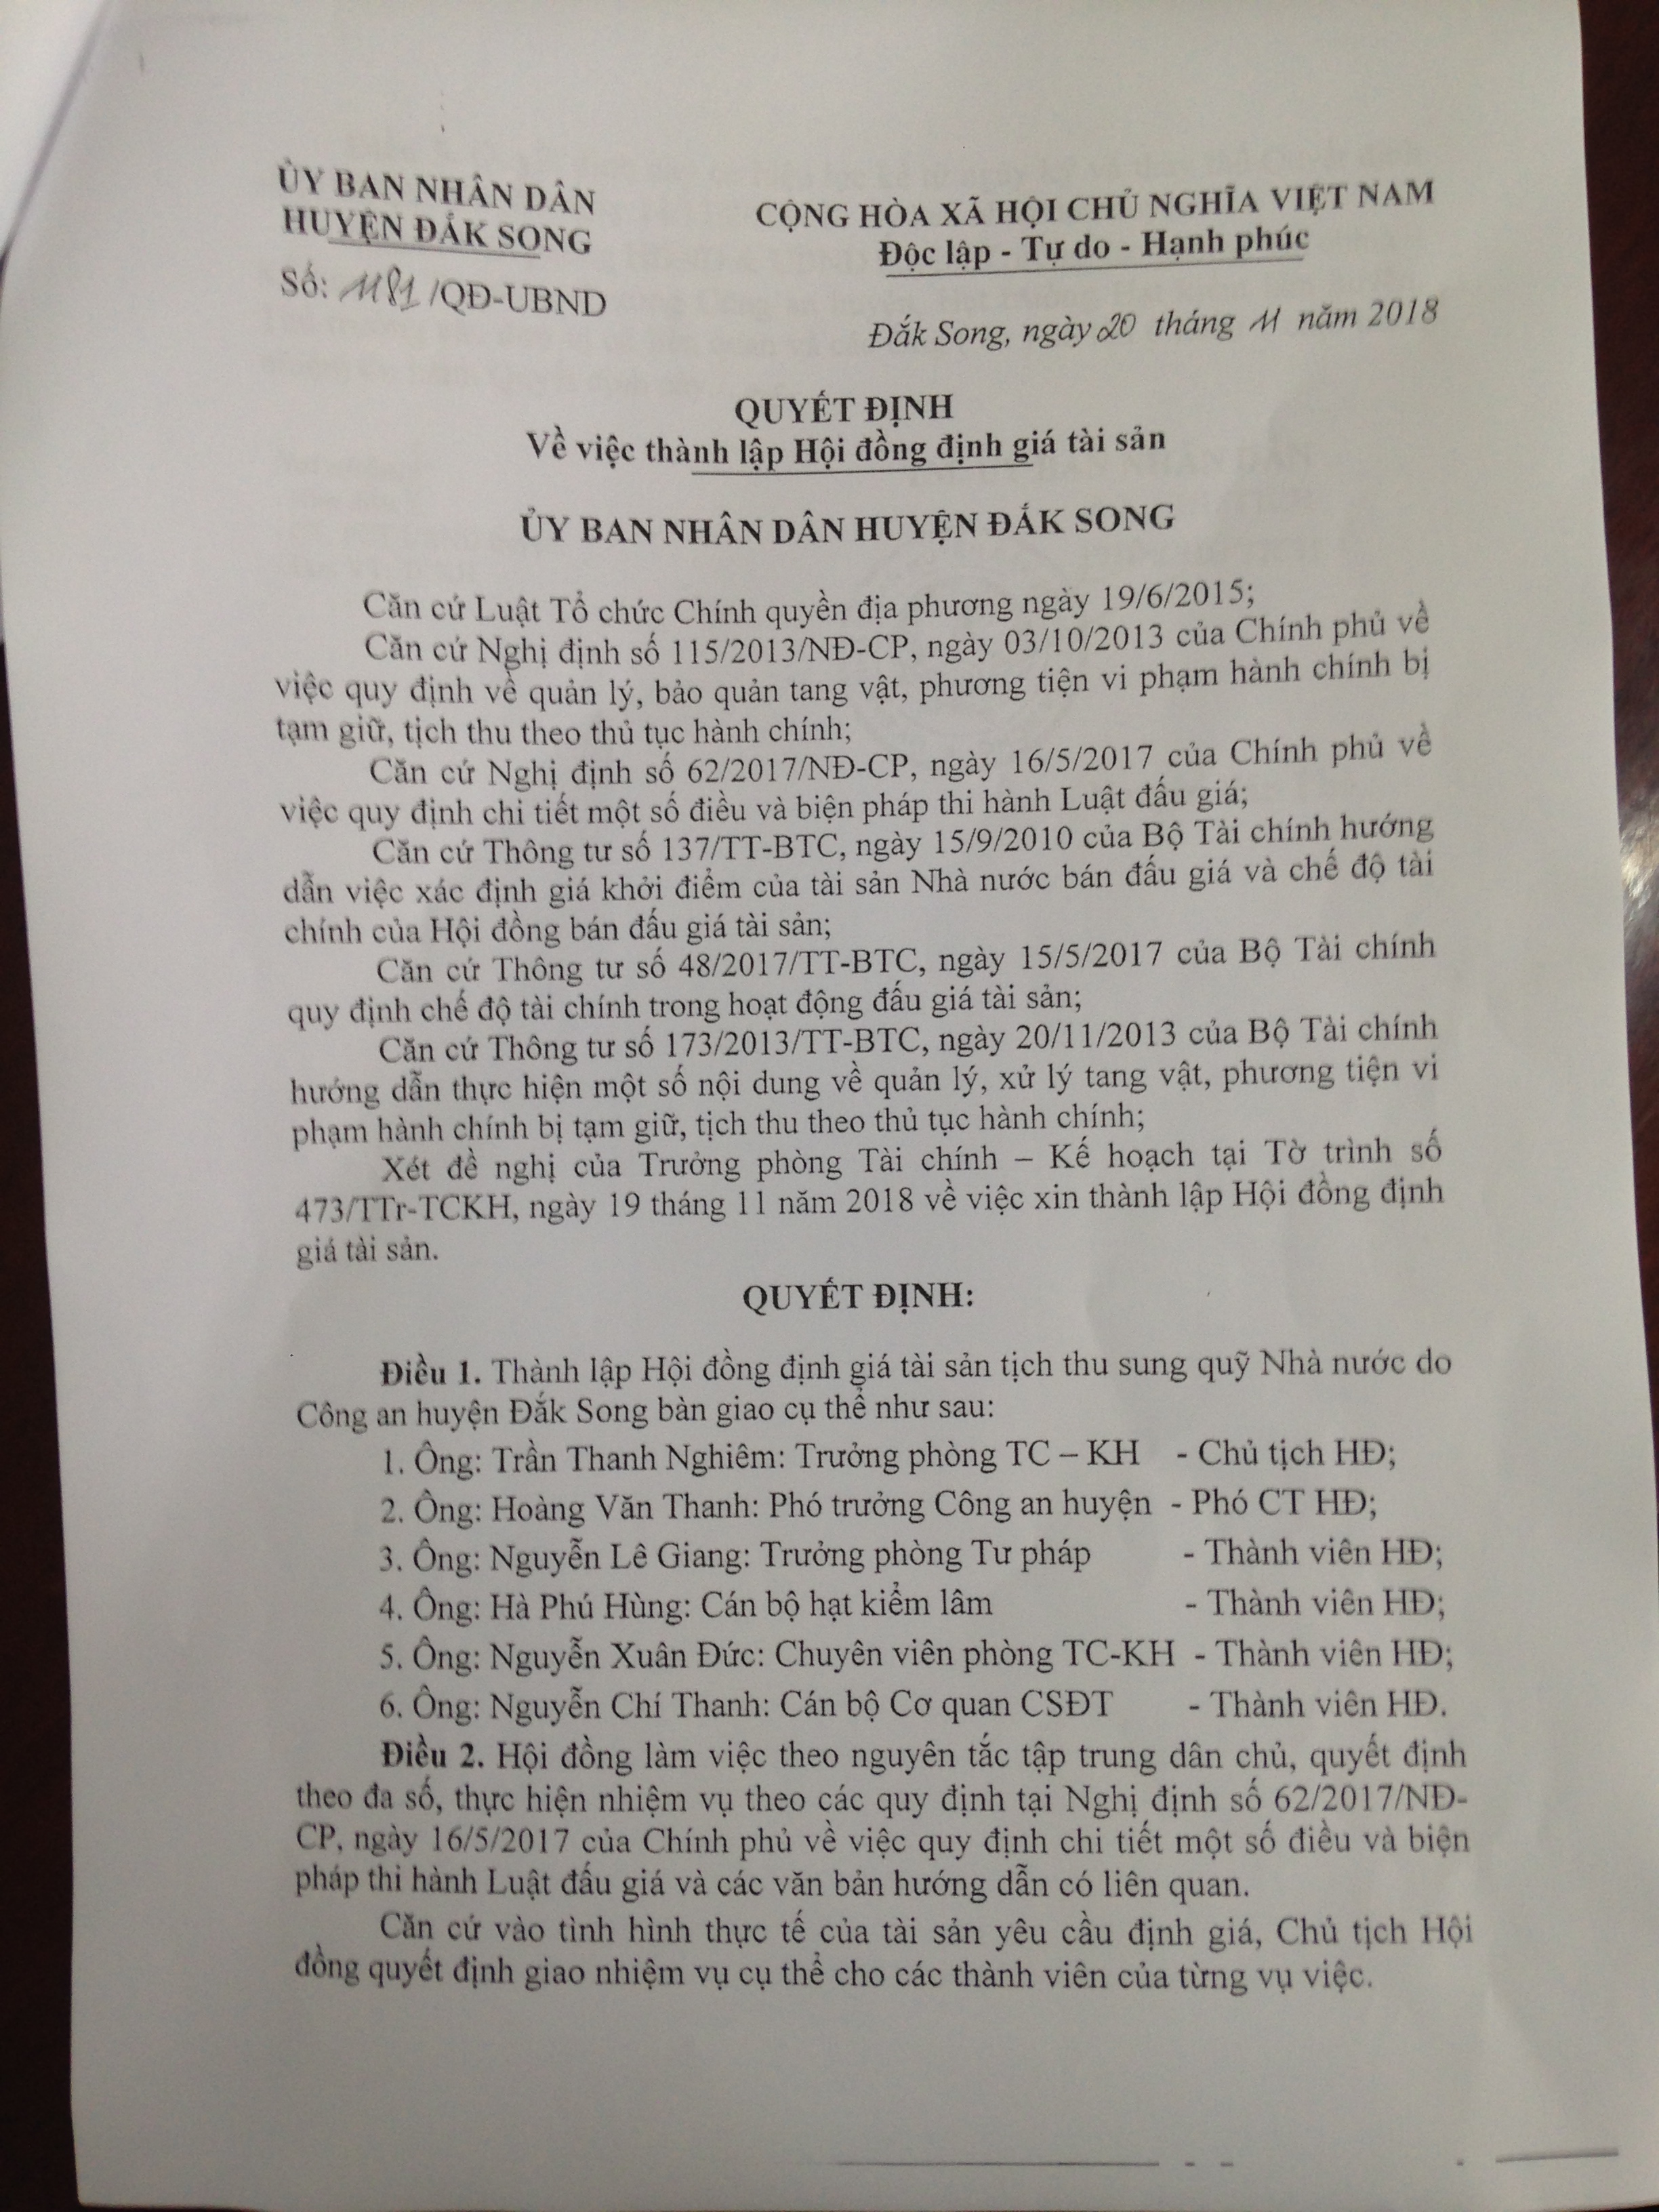 ỦY BAN NHÂN DÂN
HUYỆN ĐẮK SONG
Số: 1181/QĐ-UBND
CỘNG HÒA XÃ HỘI CHỦ NGHĨA VIỆT NAM
Độc lập - Tự do - Hạnh phúc
Đắk Song, ngày 20 tháng 11 năm 2018
QUYẾT ĐỊNH
Về việc thành lập Hội đồng định giá tài sản
ỦY BAN NHÂN DÂN HUYỆN ĐẮK SONG
Căn cứ Luật Tổ chức Chính quyền địa phương ngày 19/6/2015;
Căn cứ Nghị định số 115/2013/NĐ-CP, ngày 03/10/2013 của Chính phủ về
việc quy định về quản lý, bảo quản tang vật, phương tiện vi phạm hành chính bị
tạm giữ, tịch thu theo thủ tục hành chính;
Căn cứ Nghị định số 62/2017/NĐ-CP, ngày 16/5/2017 của Chính phủ về
việc quy định chi tiết một số điều và biện pháp thi hành Luật đấu giá;
Căn cứ Thông tư số 137/TT-BTC, ngày 15/9/2010 của Bộ Tài chính hướng
dẫn việc xác định giá khởi điểm của tài sản Nhà nước bán đấu giá và chế độ tài
chính của Hội đồng bán đấu giá tài sản;
Căn cứ Thông tư số 48/2017/TT-BTC, ngày 15/5/2017 của Bộ Tài chính
quy định chế độ tài chính trong hoạt động đấu giá tài sản;
Căn cứ Thông tư số 173/2013/TT-BTC, ngày 20/11/2013 của Bộ Tài chính
hướng dẫn thực hiện một số nội dung về quản lý, xử lý tang vật, phương tiện vi
phạm hành chính bị tạm giữ, tịch thu theo thủ tục hành chính;
Xét đề nghị của Trưởng phòng Tài chính – Kế hoạch tại Tờ trình số
473/TTr-TCKH, ngày 19 tháng 11 năm 2018 về việc xin thành lập Hội đồng định
giá tài sản.
QUYẾT ĐỊNH:
Điều 1. Thành lập Hội đồng định giá tài sản tịch thu sung quỹ Nhà nước do
Công an huyện Đắk Song bàn giao cụ thể như sau:
1. Ông: Trần Thanh Nghiêm: Trưởng phòng TC – KH - Chủ tịch HĐ;
2. Ông: Hoàng Văn Thanh: Phó trưởng Công an huyện - Phó CT HĐ;
3. Ông: Nguyễn Lê Giang: Trưởng phòng Tư pháp - Thành viên HĐ;
4. Ông: Hà Phú Hùng: Cán bộ hạt kiểm lâm - Thành viên HĐ;
5. Ông: Nguyễn Xuân Đức: Chuyên viên phòng TC-KH - Thành viên HĐ;
6. Ông: Nguyễn Chí Thanh: Cán bộ Cơ quan CSĐT - Thành viên HĐ.
Điều 2. Hội đồng làm việc theo nguyên tắc tập trung dân chủ, quyết định
theo đa số, thực hiện nhiệm vụ theo các quy định tại Nghị định số 62/2017/NĐ-
CP, ngày 16/5/2017 của Chính phủ về việc quy định chi tiết một số điều và biện
pháp thi hành Luật đấu giá và các văn bản hướng dẫn có liên quan.
Căn cứ vào tình hình thực tế của tài sản yêu cầu định giá, Chủ tịch Hội
đồng quyết định giao nhiệm vụ cụ thể cho các thành viên của từng vụ việc.